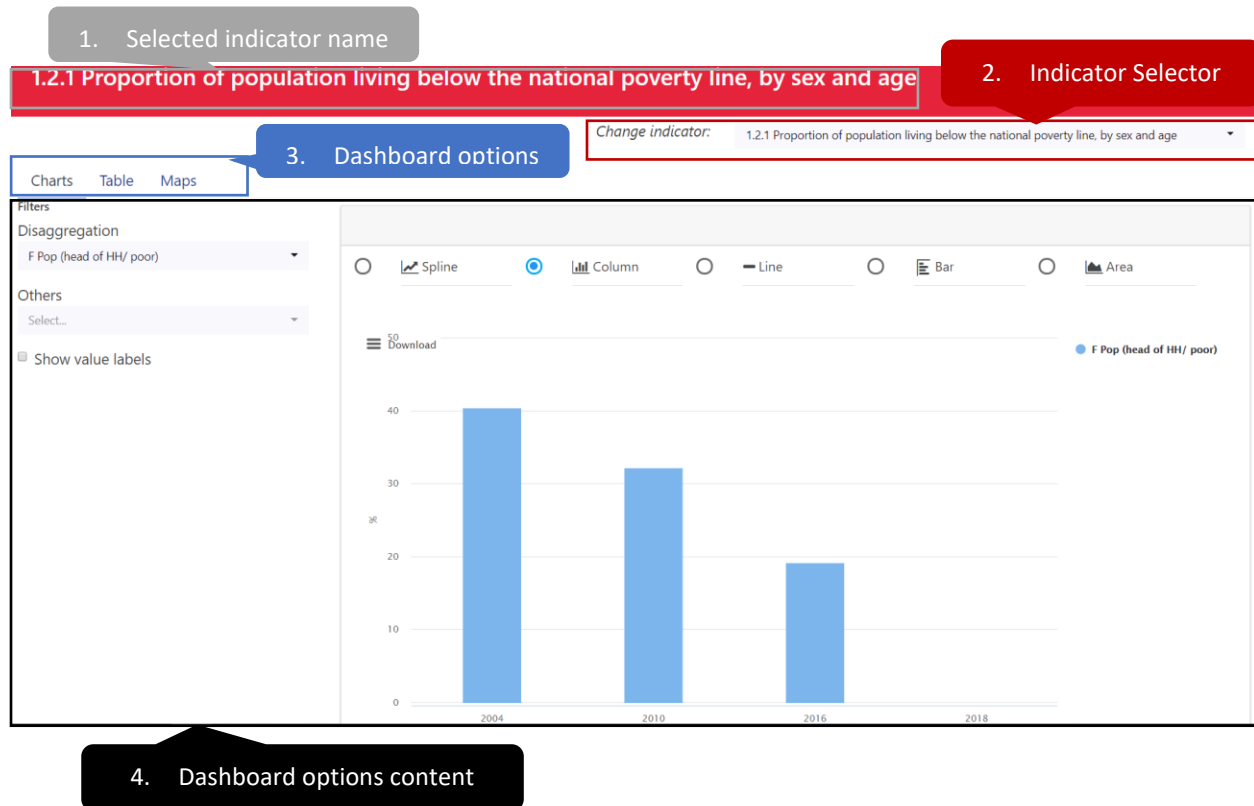 1. Selected indicator name
1.2.1 Proportion of population living below the national poverty line, by sex and age
2. Indicator Selector
Change indicator:
1.2.1 Proportion of population living below the national poverty line, by sex and age
3. Dashboard options
Charts Table Maps
Filters
Disaggregation
F Pop (head of HH/ poor)
Others
Select...
Show value labels
Spline Column Line Bar Area
50
Download
F Pop (head of HH/ poor)
40
30
%
20
10
0
2004 2010 2016 2018
4. Dashboard options content